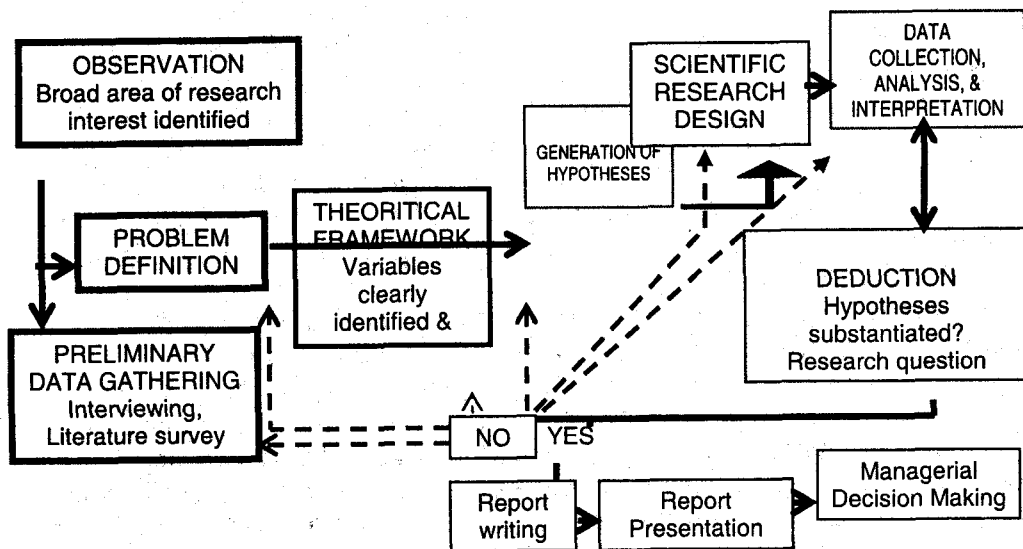 OBSERVATION
Broad area of research
interest identified
PROBLEM
DEFINITION
PRELIMINARY
DATA GATHERING
Interviewing,
Literature survey
THEORITICAL
FRAMEWORK
Variables
clearly
identified &
GENERATION OF
HYPOTHESES
SCIENTIFIC
RESEARCH
DESIGN
DATA
COLLECTION,
ANALYSIS, &
INTERPRETATION
DEDUCTION
Hypotheses
substantiated?
Research question
NO
YES
Report
writing
Report
Presentation
Managerial
Decision Making